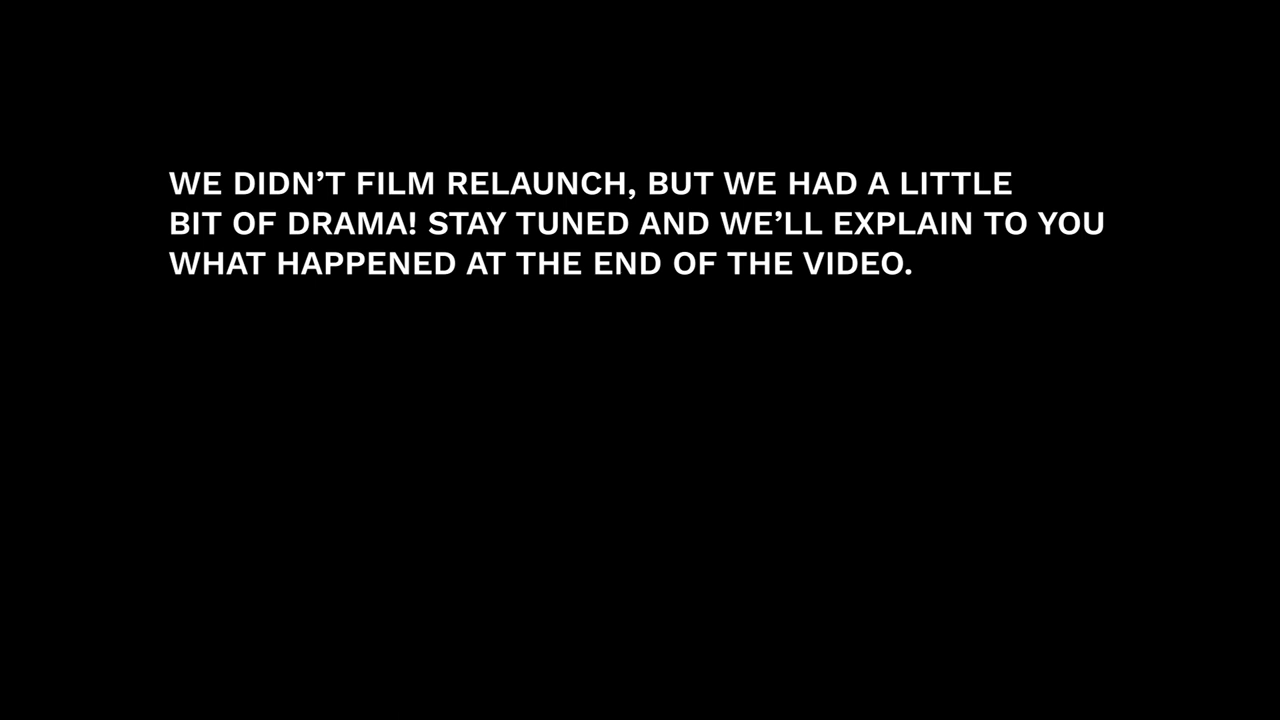 WE DIDN’T FILM RELAUNCH, BUT WE HAD A LITTLE
BIT OF DRAMA! STAY TUNED AND WE’LL EXPLAIN TO YOU
WHAT HAPPENED AT THE END OF THE VIDEO.